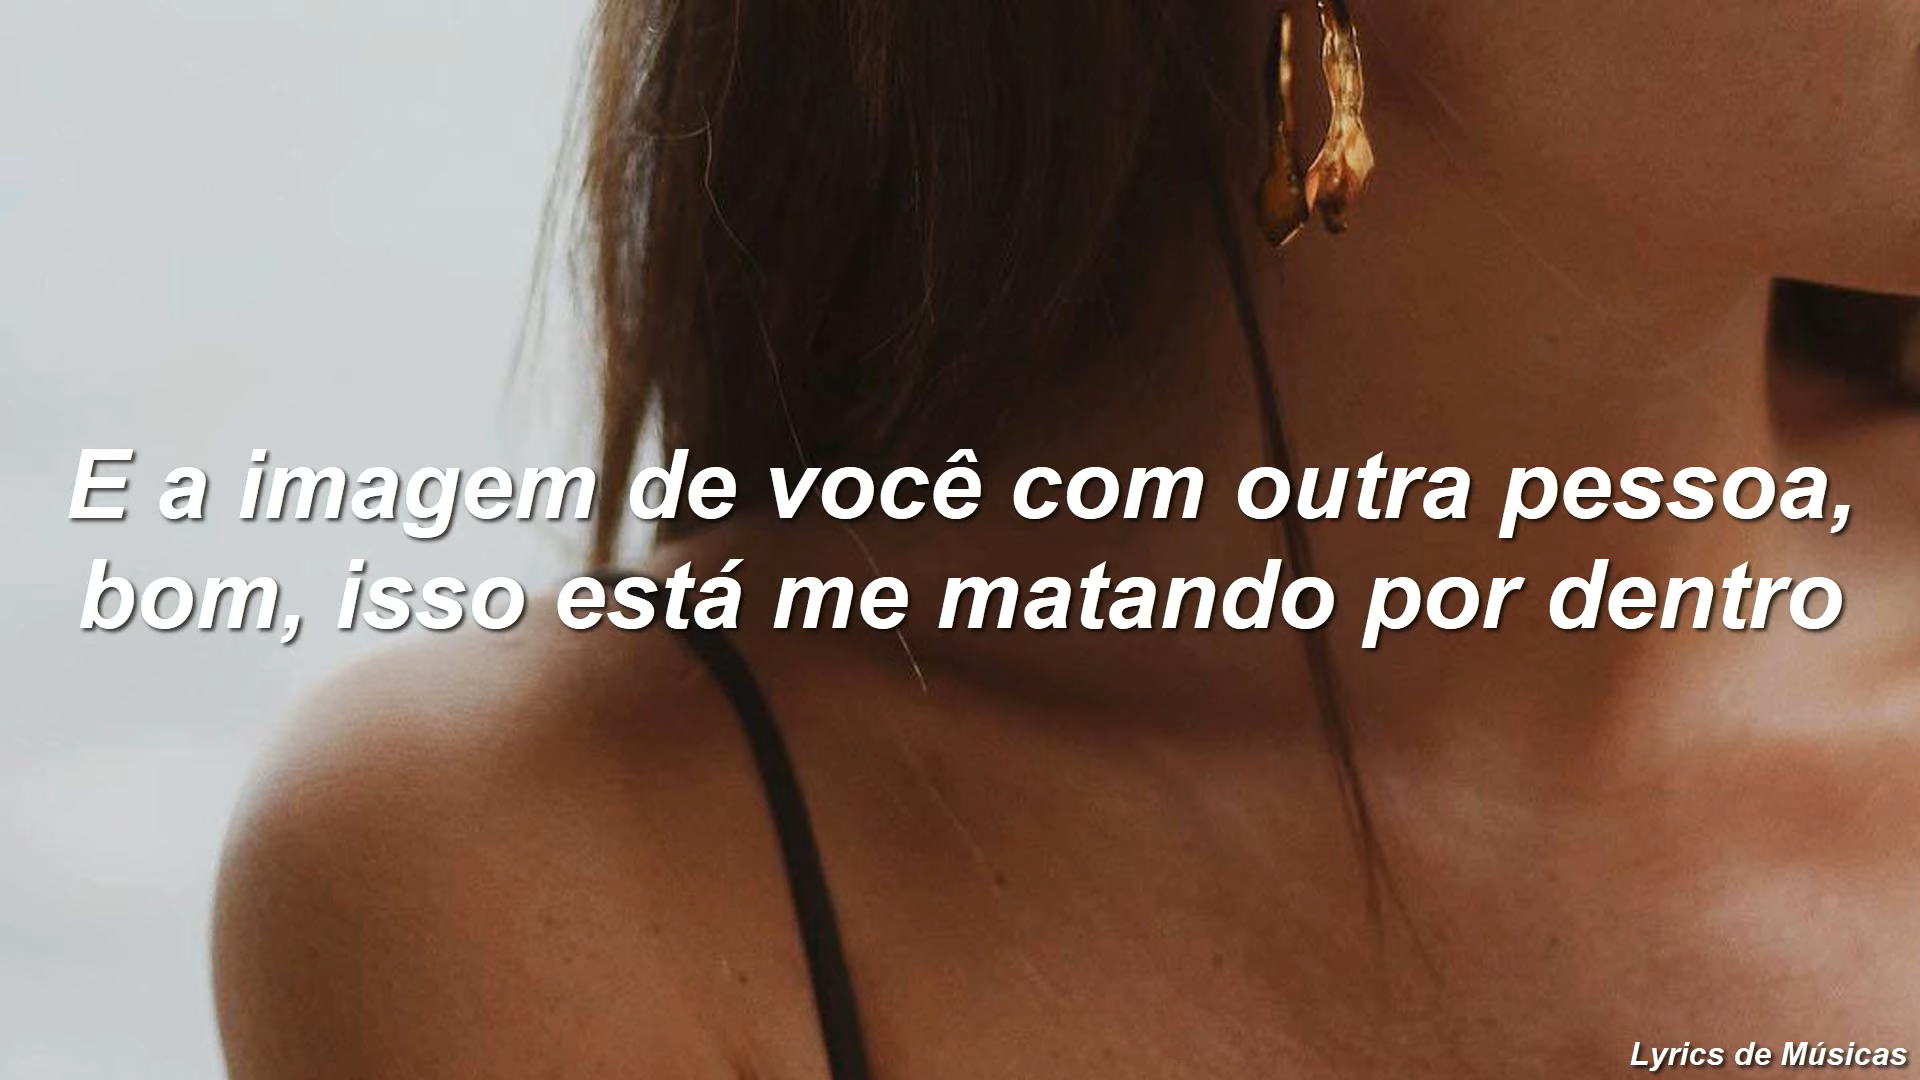 E a imagem de você com outra pessoa,
bom, isso está me matando por dentro
Lyrics de Músicas